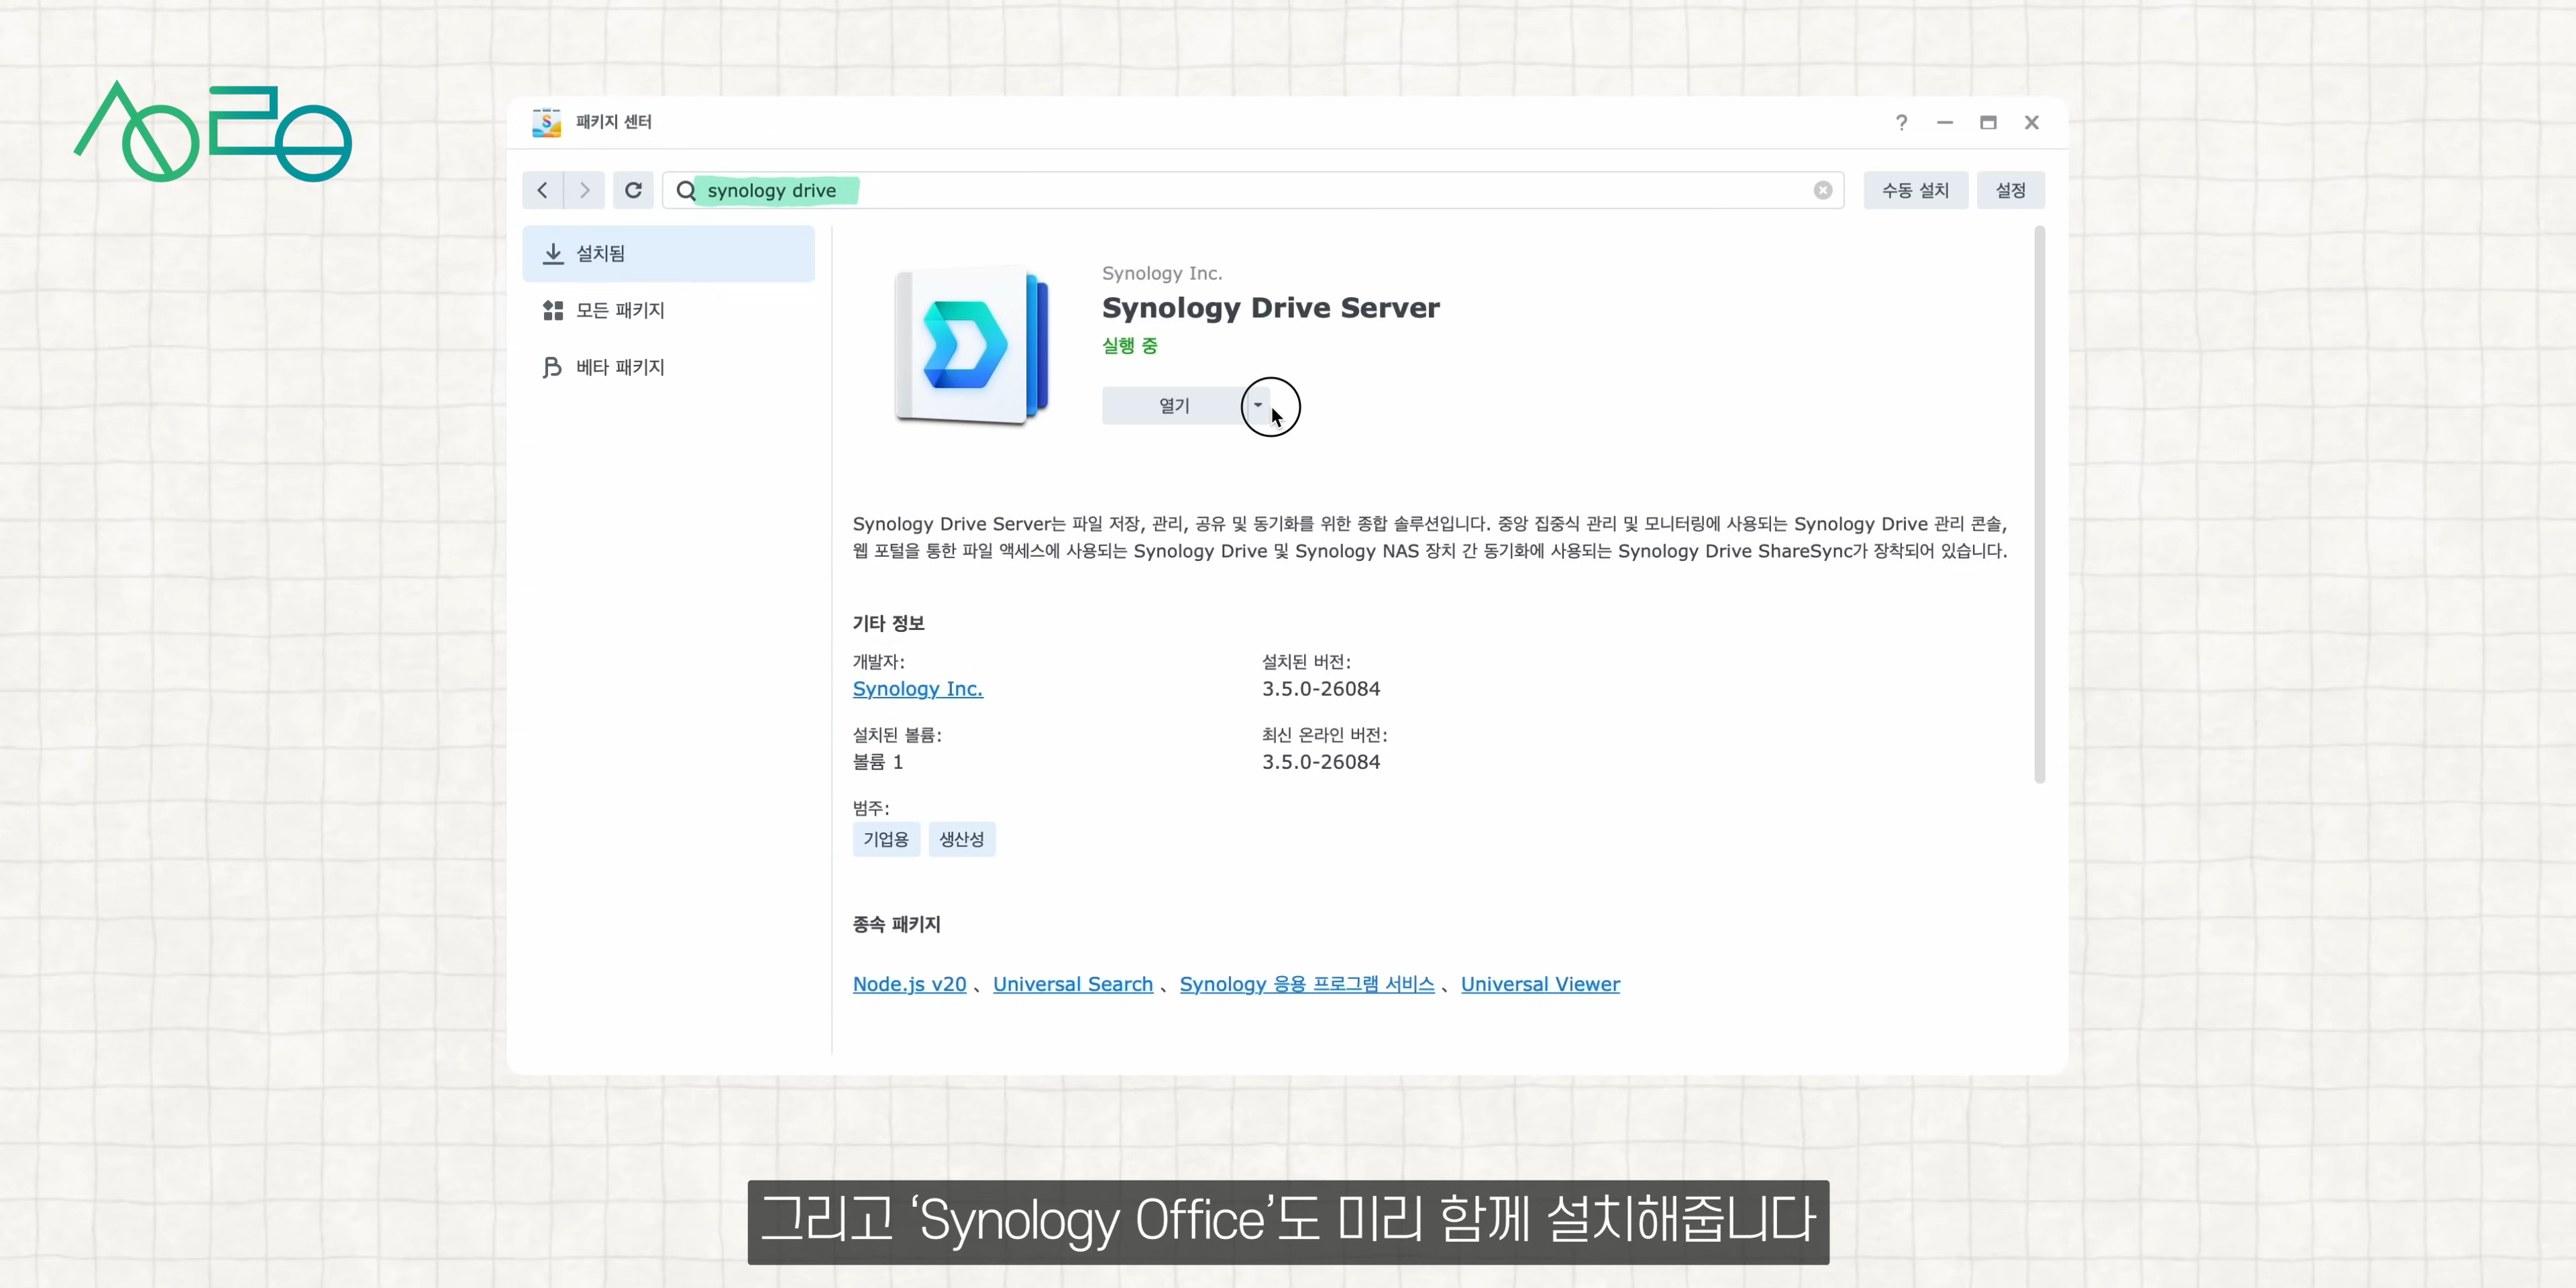 패키지 센터
synology drive
수동 설치
설정
설치됨
모든 패키지
베타 패키지
Synology Inc.
Synology Drive Server
실행 중
열기
Synology Drive Server는 파일 저장, 관리, 공유 및 동기화를 위한 종합 솔루션입니다. 중앙 집중식 관리 및 모니터링에 사용되는 Synology Drive 관리 콘솔,
웹 포털을 통한 파일 액세스에 사용되는 Synology Drive 및 Synology NAS 장치 간 동기화에 사용되는 Synology Drive ShareSync가 장착되어 있습니다.
기타 정보
개발자:
Synology Inc.
설치된 버전:
3.5.0-26084
설치된 볼륨:
볼륨 1
최신 온라인 버전:
3.5.0-26084
범주:
기업용 생산성
종속 패키지
Node.js v20 、 Universal Search 、 Synology 응용 프로그램 서비스 、 Universal Viewer
그리고 ‘Synology Office’도 미리 함께 설치해줍니다